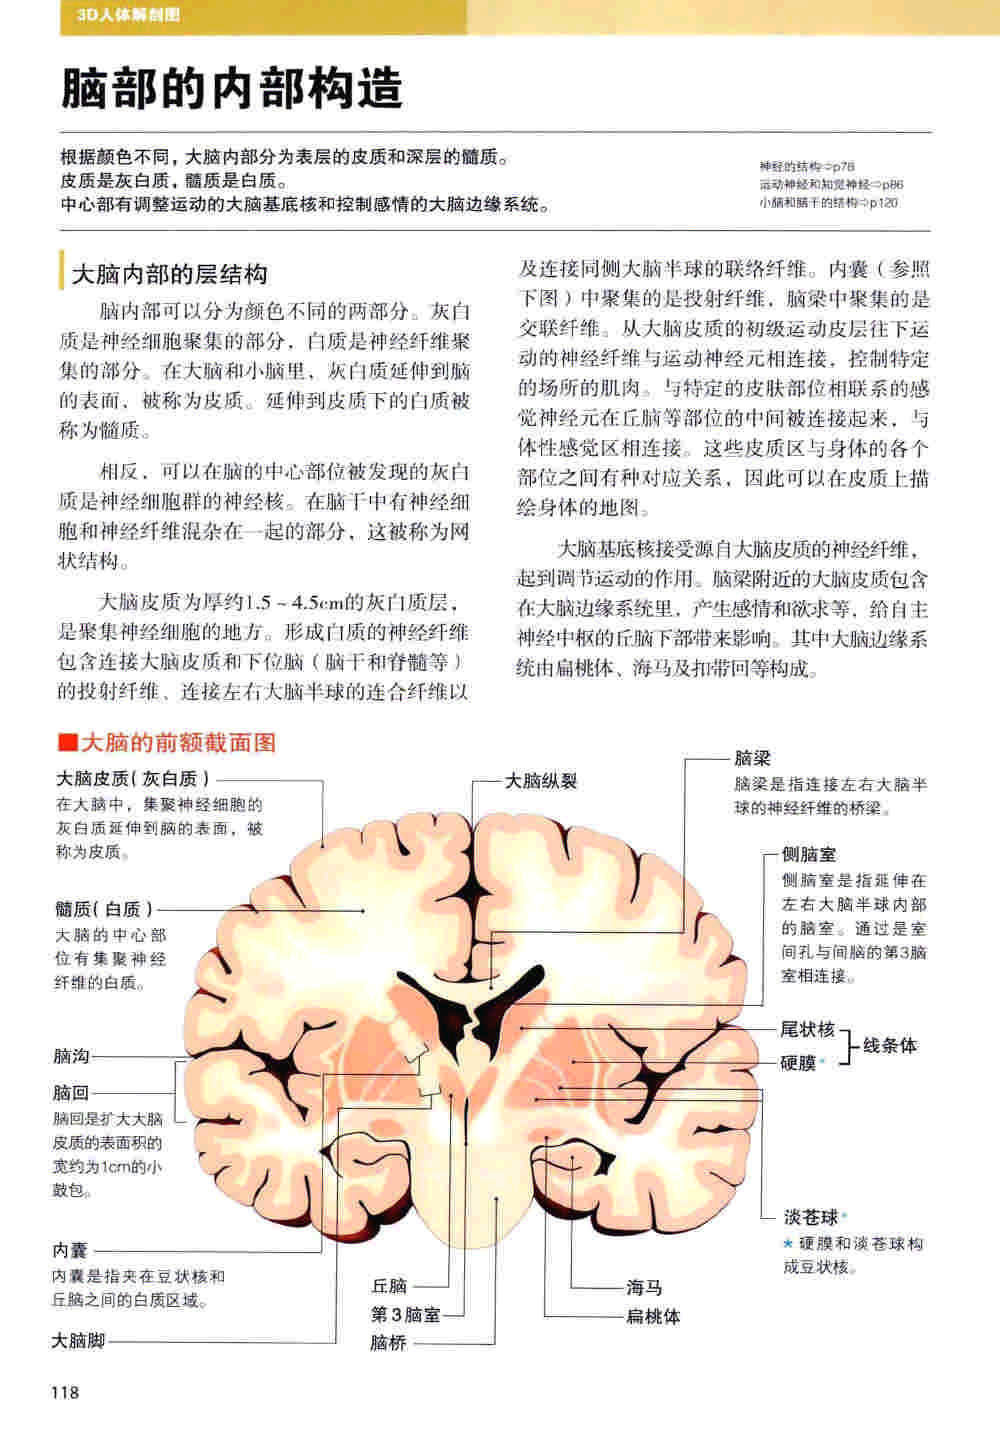 3D人体解剖图
脑部的内部构造
根据颜色不同，大脑内部分为表层的皮质和深层的髓质。
皮质是灰白质，髓质是白质。
中心部有调整运动的大脑基底核和控制感情的大脑边缘系统。
神经的结构⇨p78
运动神经和知觉神经⇨p86
小脑和脑干的结构⇨p120
大脑内部的层结构
脑内部可以分为颜色不同的两部分。灰白
质是神经细胞聚集的部分，白质是神经纤维聚
集的部分。在大脑和小脑里，灰白质延伸到脑
的表面，被称为皮质。延伸到皮质下的白质被
称为髓质。
相反，可以在脑的中心部位被发现的灰白
质是神经细胞群的神经核。在脑干中有神经细
胞和神经纤维混杂在一起的部分，这被称为网
状结构。
大脑皮质为厚约1.5～4.5cm的灰白质层，
是聚集神经细胞的地方。形成白质的神经纤维
包含连接大脑皮质和下位脑（脑干和脊髓等）
的投射纤维、连接左右大脑半球的连合纤维以
及连接同侧大脑半球的联络纤维。内囊（参照
下图）中聚集的是投射纤维，脑梁中聚集的是
交联纤维。从大脑皮质的初级运动皮层往下运
动的神经纤维与运动神经元相连接，控制特定
的场所的肌肉。与特定的皮肤部位相联系的感
觉神经元在丘脑等部位的中间被连接起来，与
体性感觉区相连接。这些皮质区与身体的各个
部位之间有种对应关系，因此可以在皮质上描
绘身体的地图。
大脑基底核接受源自大脑皮质的神经纤维，
起到调节运动的作用。脑梁附近的大脑皮质包含
在大脑边缘系统里，产生感情和欲求等，给自主
神经中枢的丘脑下部带来影响。其中大脑边缘系
统由扁桃体、海马及扣带回等构成。
■大脑的前额截面图
大脑皮质(灰白质)
在大脑中，集聚神经细胞的
灰白质延伸到脑的表面，被
称为皮质。
髓质(白质)
大脑的中心部
位有集聚神经
纤维的白质。
脑沟
脑回
脑回是扩大大脑
皮质的表面积的
宽约为1cm的小
鼓包。
内囊
内囊是指夹在豆状核和
丘脑之间的白质区域。
大脑脚
大脑纵裂
脑梁
脑梁是指连接左右大脑半
球的神经纤维的桥梁。
侧脑室
侧脑室是指延伸在
左右大脑半球内部
的脑室。通过是室
间孔与间脑的第3脑
室相连接。
尾状核
硬膜*
线条体
淡苍球*
*硬膜和淡苍球构
成豆状核。
丘脑
第3脑室
脑桥
海马
扁桃体
118